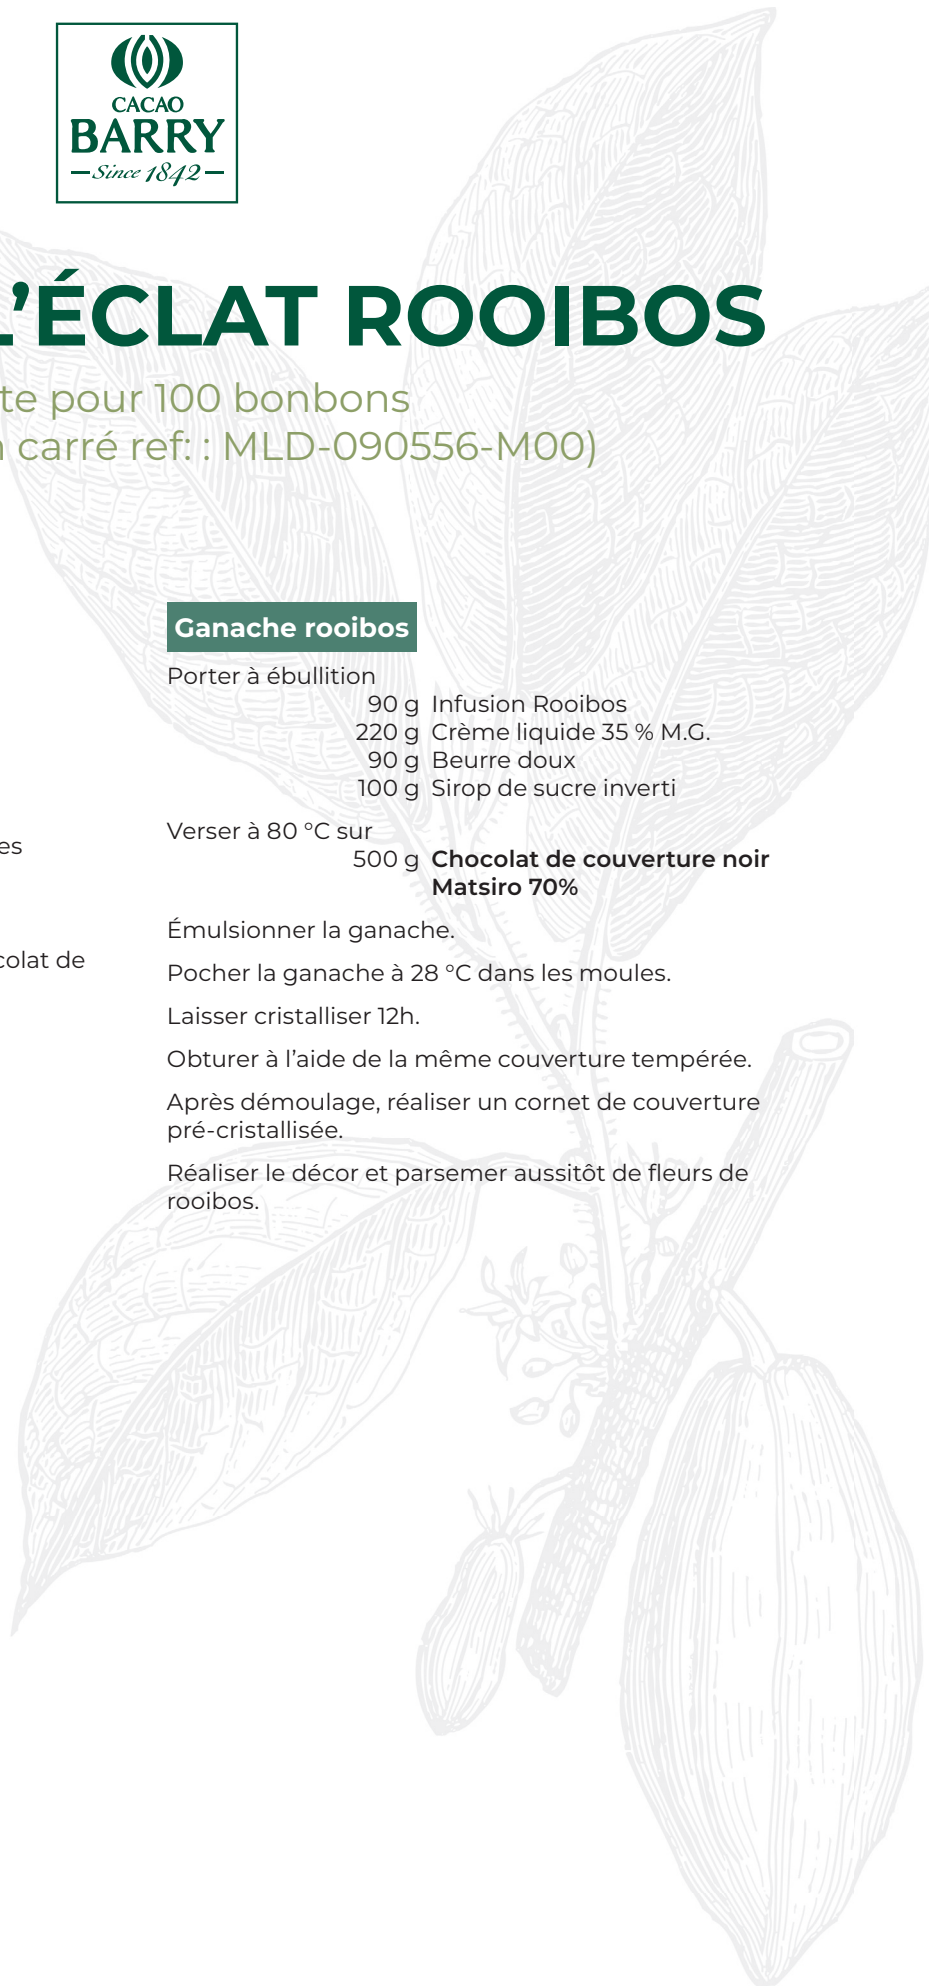 CACAO
BARRY
Since 1842
L’ÉCLAT ROOIBOS
pour 100 bonbons
carré ref: : MLD-090556-M00)
Ganache rooibos
Porter à ébullition
90 g Infusion Rooibos
220 g Crème liquide 35 % M.G.
90 g Beurre doux
100 g Sirop de sucre inverti
Verser à 80 °C sur
500 g Chocolat de couverture noir
Matsiro 70%
Émulsionner la ganache.
Pocher la ganache à 28 °C dans les moules.
Laisser cristalliser 12h.
Obturer à l’aide de la même couverture tempérée.
Après démoulage, réaliser un cornet de couverture
pré-cristallisée.
Réaliser le décor et parsemer aussitôt de fleurs de
rooibos.
de